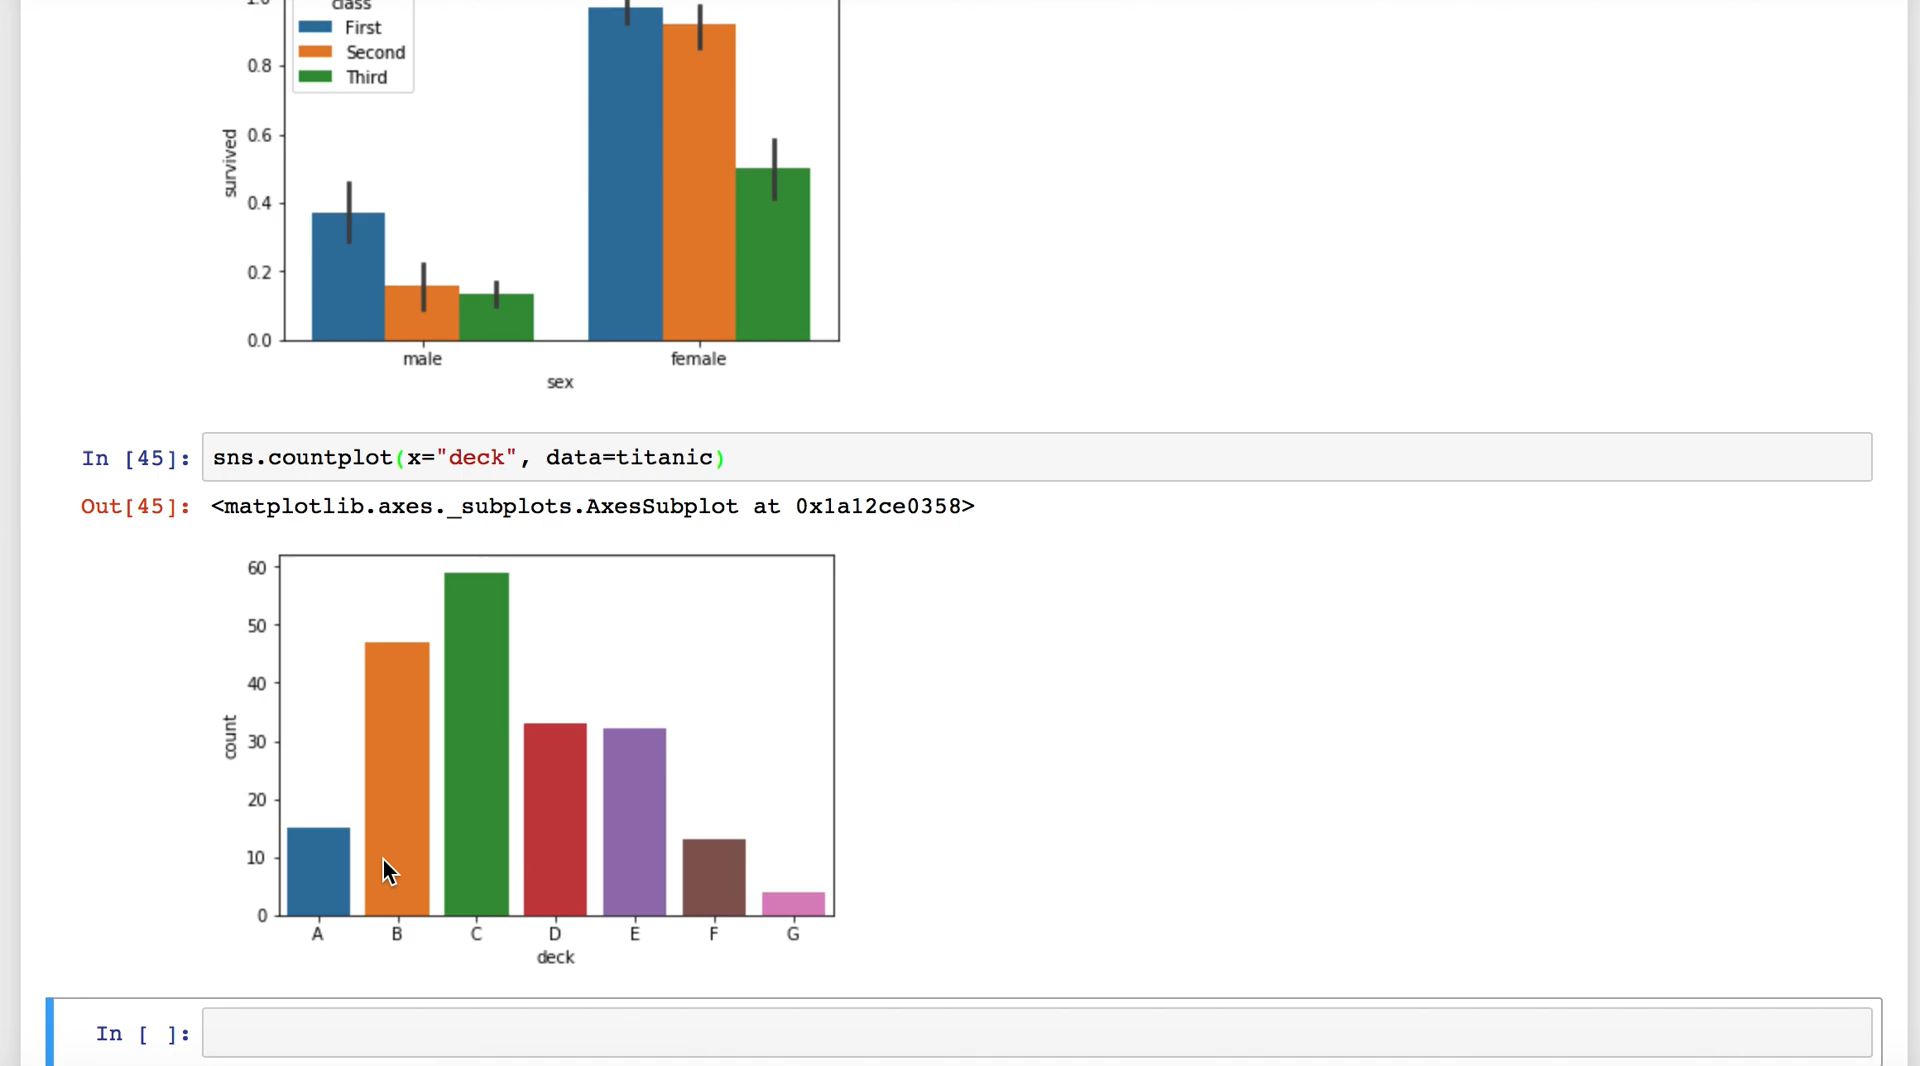 class
First
Second
Third
0.8
0.6
0.4
0.2
0.0
survived
male female
sex
In [45]: sns.countplot(x="deck", data=titanic)
Out[45]: <matplotlib.axes._subplots.AxesSubplot at 0x1a12ce0358>
60
50
40
30
20
10
0
count
A B C D E F G
deck
In [ ]: